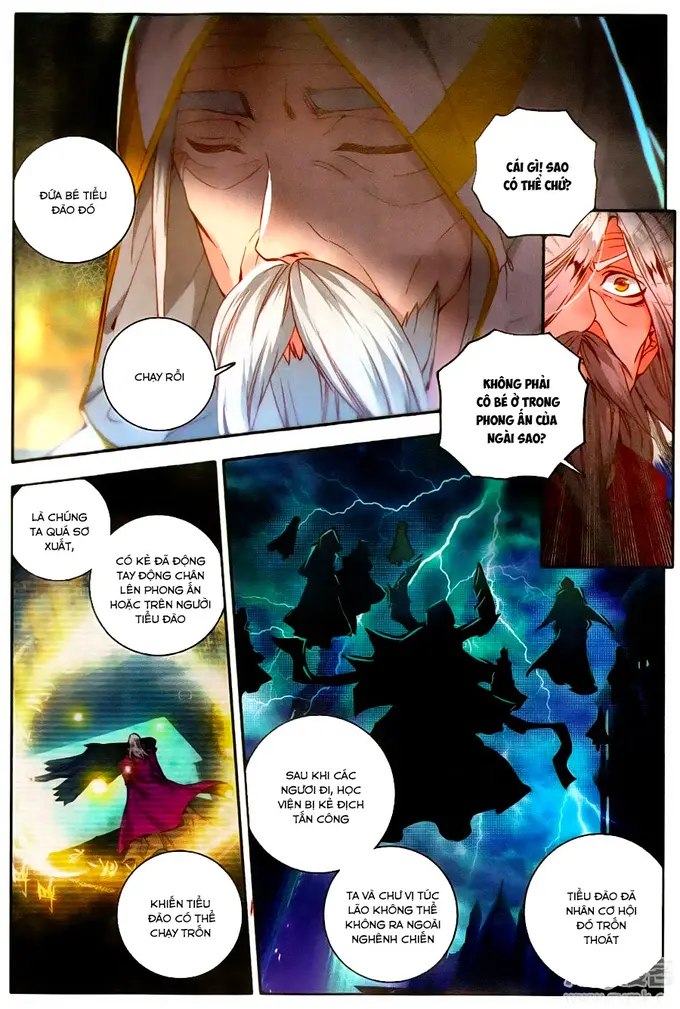 ĐỨA BÉ TIỂU
ĐÀO ĐÓ
CHẠY RỒI
CÁI GÌ! SAO
CÓ THỂ CHỨ?
KHÔNG PHẢI
CÔ BÉ Ở TRONG
PHONG ẤN CỦA
NGÀI SAO?
LÀ CHÚNG
TA QUÁ SƠ
XUẤT,
CÓ KẺ ĐÃ ĐỘNG
TAY ĐỘNG CHÂN
LÊN PHONG ẤN
HOẶC TRÊN NGƯỜI
TIỂU ĐÀO
KHIẾN TIỂU
ĐÀO CÓ THỂ
CHẠY TRỐN
SAU KHI CÁC
NGƯƠI ĐI, HỌC
VIỆN BỊ KẺ ĐỊCH
TẤN CÔNG
TA VÀ CHƯ VỊ TÚC
LÃO KHÔNG THỂ
KHÔNG RA NGOÀI
NGHÊNH CHIẾN
TIỂU ĐÀO ĐÃ
NHÂN CƠ HỘI
ĐÓ TRỐN
THOÁT